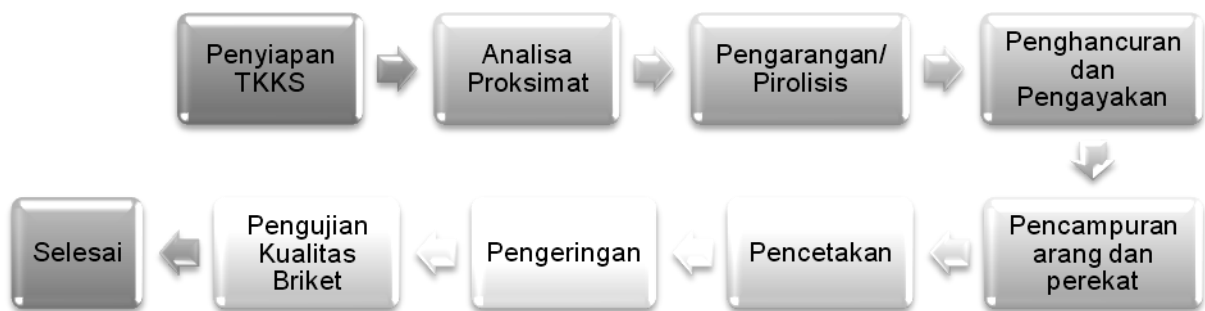 Penyiapan
TKKS
Analisa
Proksimat
Pengarangan/
Pirolisis
Penghancuran
dan
Pengayakan
Pencampuran
arang dan
perekat
Pencetakan
Pengeringan
Pengujian
Kualitas
Briket
Selesai